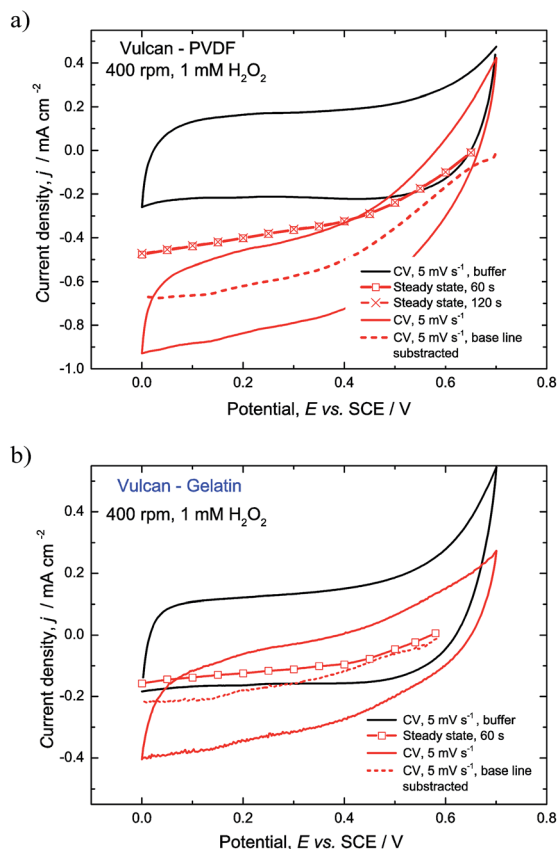 a)
Vulcan - PVDF
400 rpm, 1 mM H₂O₂
0.4
0.2
0.0
-0.2
-0.4
-0.6
-0.8
-1.0
Current density, j / mA cm⁻²
CV, 5 mV s⁻¹, buffer
Steady state, 60 s
Steady state, 120 s
CV, 5 mV s⁻¹
CV, 5 mV s⁻¹, base line
substracted
0.0 0.2 0.4 0.6 0.8
Potential, E vs. SCE / V
b)
Vulcan - Gelatin
400 rpm, 1 mM H₂O₂
0.4
0.2
0.0
-0.2
-0.4
Current density, j / mA cm⁻²
CV, 5 mV s⁻¹, buffer
Steady state, 60 s
CV, 5 mV s⁻¹
CV, 5 mV s⁻¹, base line
substracted
0.0 0.2 0.4 0.6 0.8
Potential, E vs. SCE / V